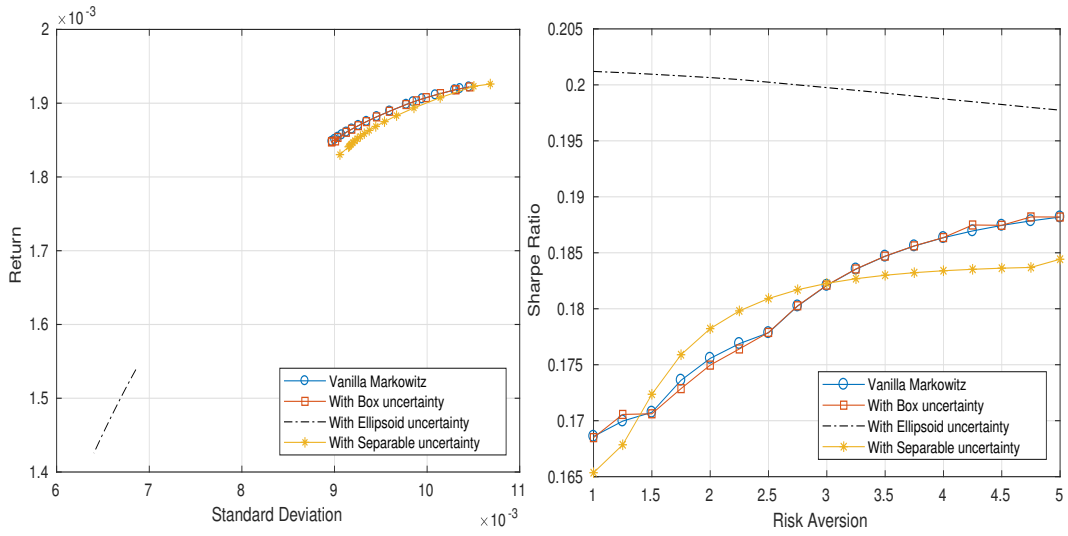 ×10⁻³
2
1.9
1.8
1.7
1.6
1.5
1.4
Return
6
7
8
9
10
11
Standard Deviation
×10⁻³
Vanilla Markowitz
With Box uncertainty
With Ellipsoid uncertainty
With Separable uncertainty
0.205
0.2
0.195
0.19
0.185
0.18
0.175
0.17
0.165
Sharpe Ratio
1
1.5
2
2.5
3
3.5
4
4.5
5
Risk Aversion
Vanilla Markowitz
With Box uncertainty
With Ellipsoid uncertainty
With Separable uncertainty